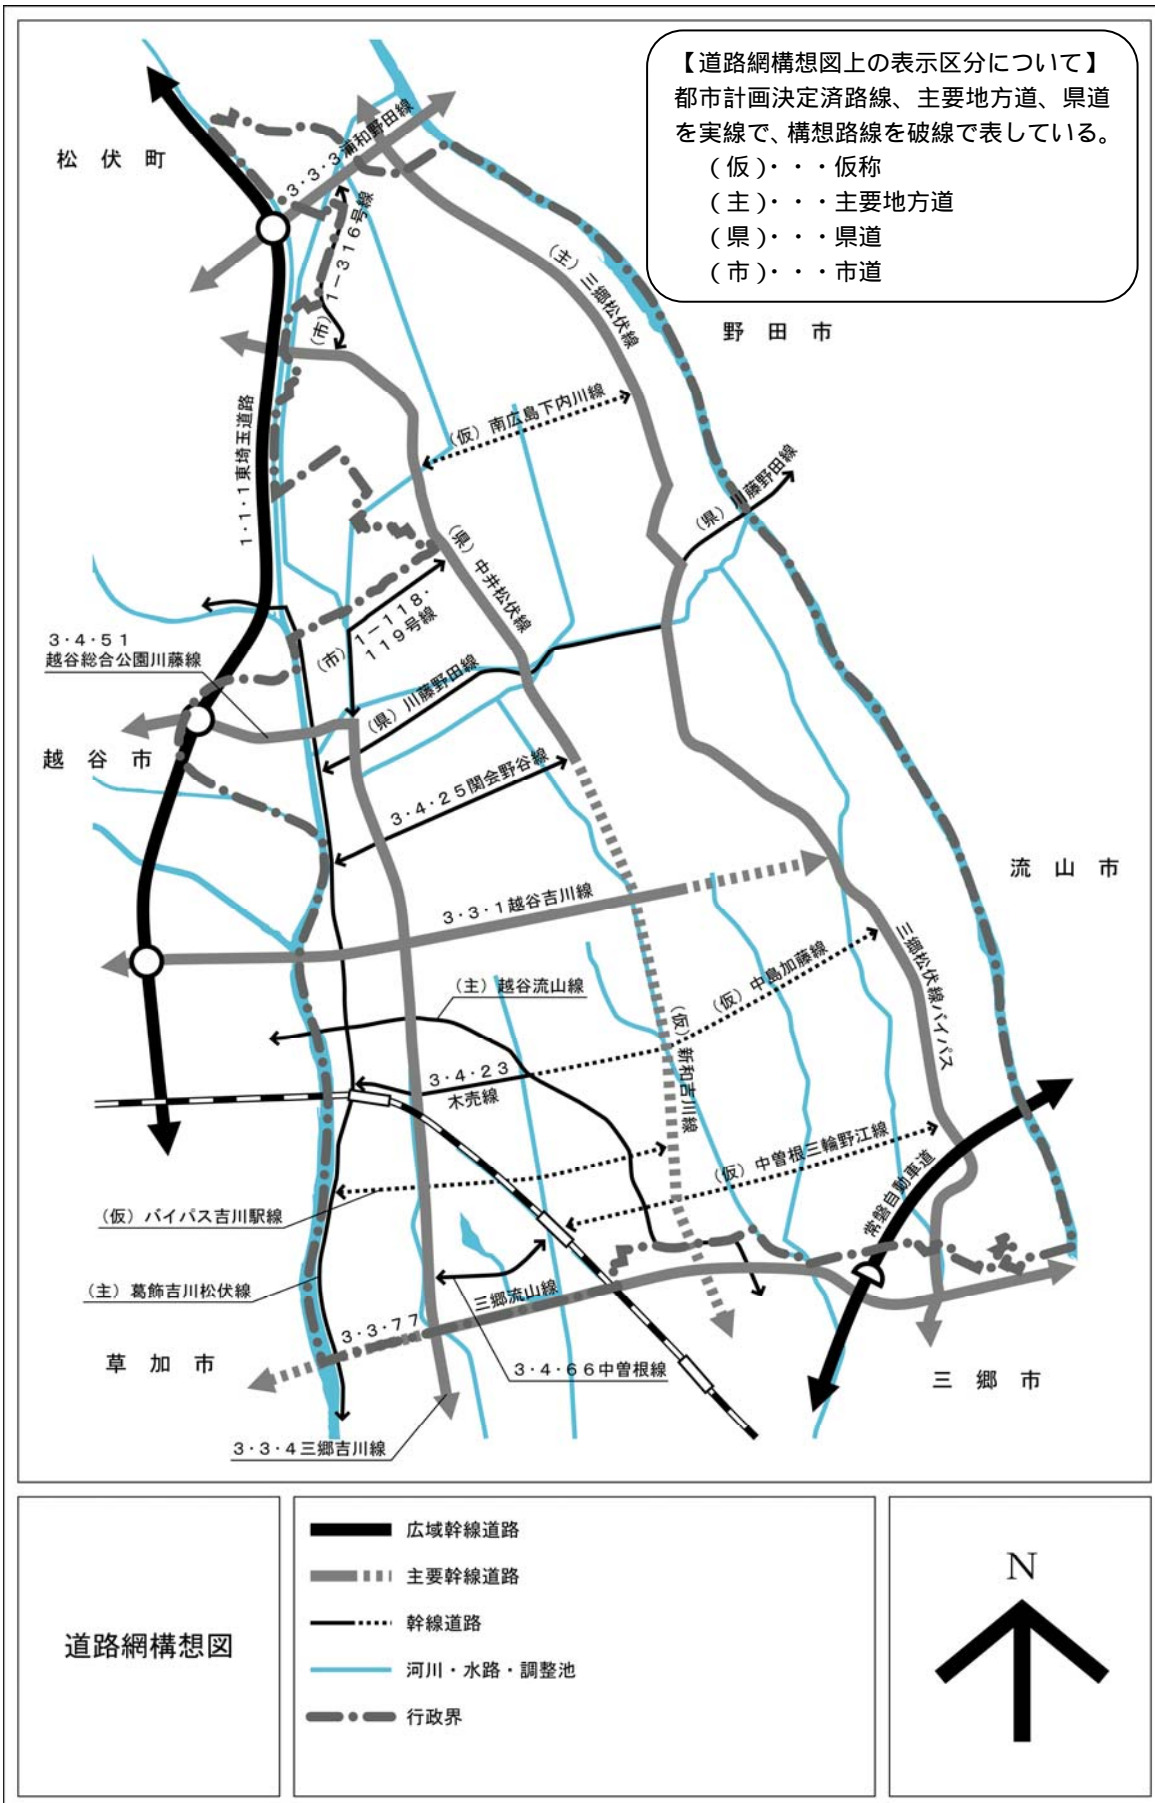 【道路網構想図上の表示区分について】
都市計画決定済路線、主要地方道、県道
を実線で、構想路線を破線で表している。
（仮）・・・仮称
（主）・・・主要地方道
（県）・・・県道
（市）・・・市道
松　伏　町
3・3・3浦和野田線
（市）1－316号線
（主）三郷松伏線
野　田　市
1・1・1東埼玉道路
（仮）南広島下内川線
（県）川藤野田線
（県）中井松伏線
（市）1－118・
119号線
3・4・51
越谷総合公園川藤線
（県）川藤野田線
越　谷　市
3・4・25関会野谷線
流　山　市
3・3・1越谷吉川線
三郷松伏線バイパス
（仮）中島加藤線
（主）越谷流山線
（仮）新和吉川線
3・4・23
木売線
（仮）中曽根三輪野江線
常磐自動車道
（仮）バイパス吉川駅線
（主）葛飾吉川松伏線
三郷流山線
3・3・77
草　加　市
3・4・66中曽根線
三　郷　市
3・3・4三郷吉川線
道路網構想図
広域幹線道路
主要幹線道路
幹線道路
河川・水路・調整池
行政界
N